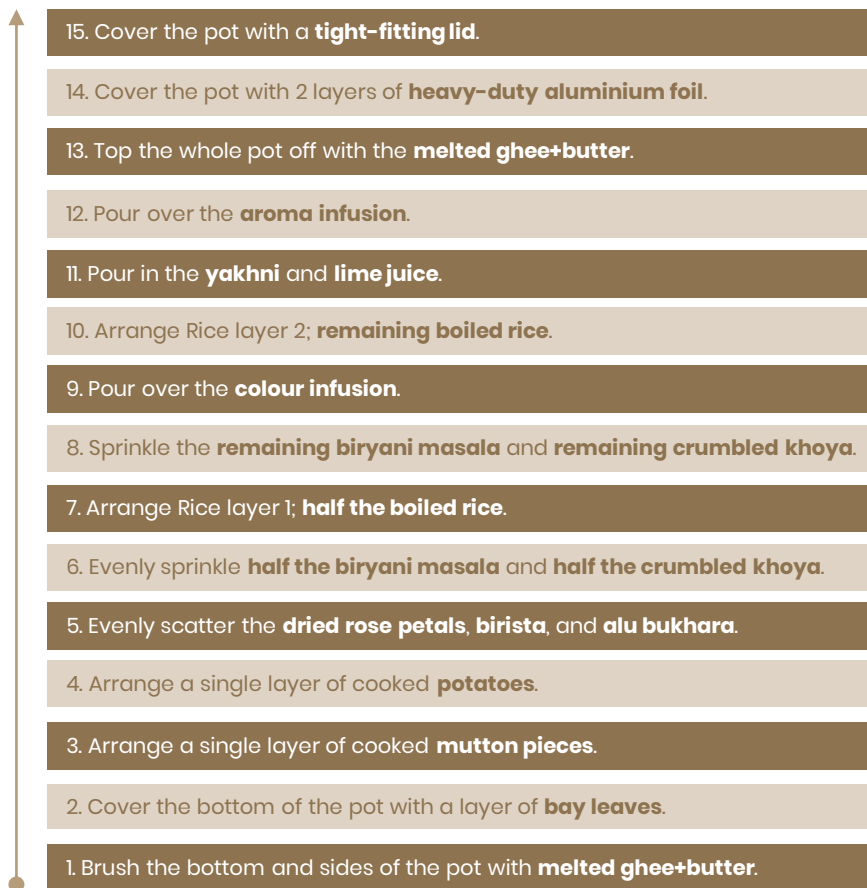 15. Cover the pot with a tight-fitting lid.
14. Cover the pot with 2 layers of heavy-duty aluminium foil.
13. Top the whole pot off with the melted ghee+butter.
12. Pour over the aroma infusion.
11. Pour in the yakhni and lime juice.
10. Arrange Rice layer 2; remaining boiled rice.
9. Pour over the colour infusion.
8. Sprinkle the remaining biryani masala and remaining crumbled khoya.
7. Arrange Rice layer 1; half the boiled rice.
6. Evenly sprinkle half the biryani masala and half the crumbled khoya.
5. Evenly scatter the dried rose petals, birista, and alu bukhara.
4. Arrange a single layer of cooked potatoes.
3. Arrange a single layer of cooked mutton pieces.
2. Cover the bottom of the pot with a layer of bay leaves.
1. Brush the bottom and sides of the pot with melted ghee+butter.